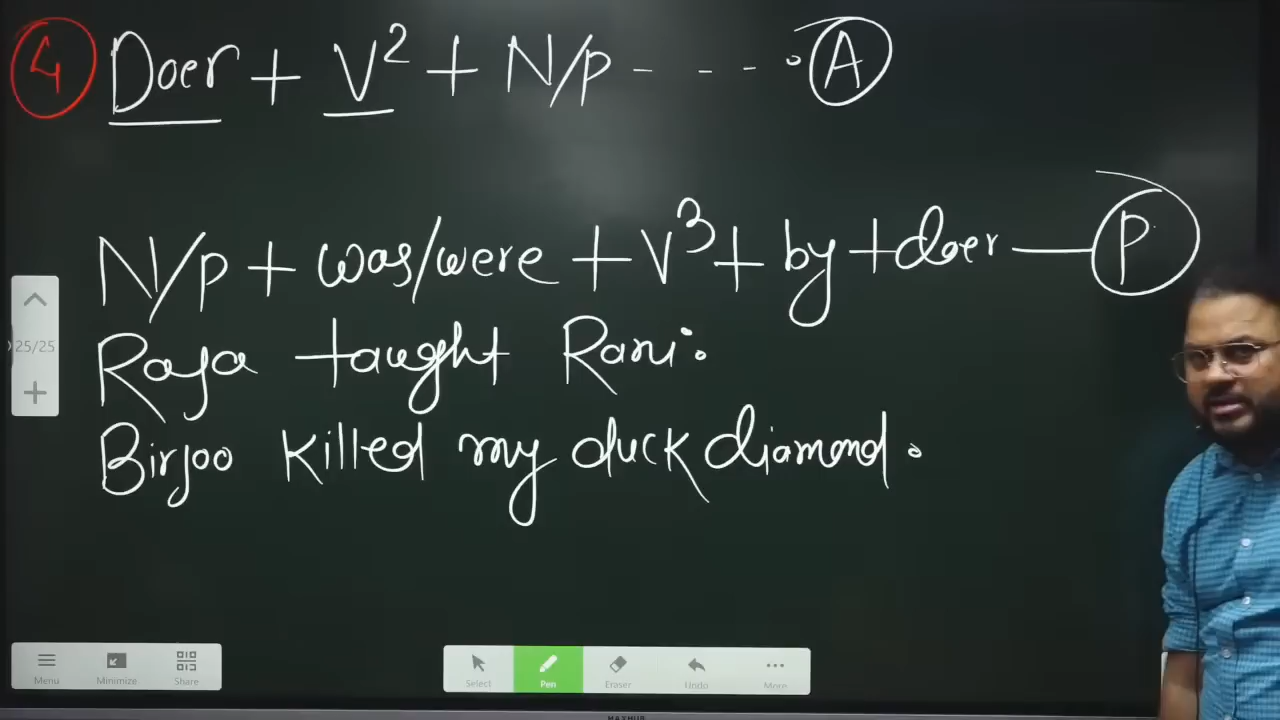 4 Doer + V² + N/p - - - - . A
N/p + was/were + V³ + by + doer — P
Raja taught Rani.
Birjoo killed my duck diamond.
25/25
Menu Minimize Share
Select Pen Eraser Undo More
MAXHUB